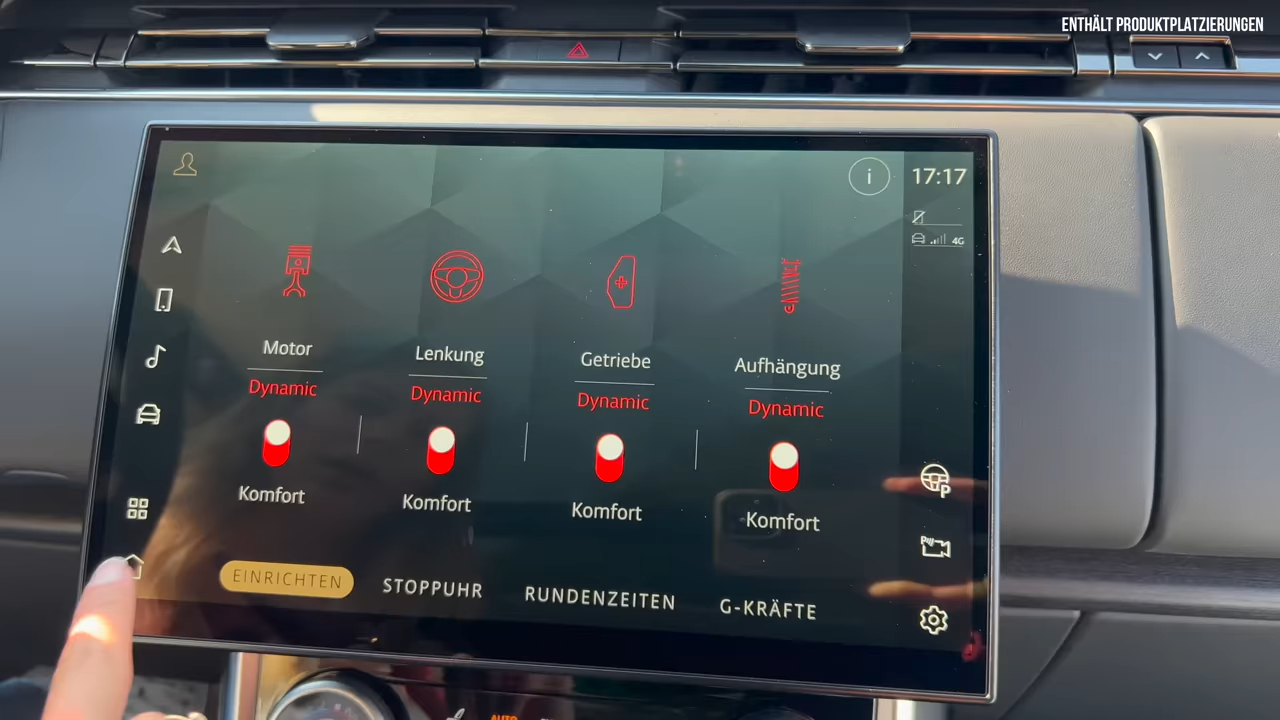 ENTHÄLT PRODUKTPLATZIERUNGEN
i
17:17
4G
Motor
Lenkung
Getriebe
Aufhängung
Dynamic
Dynamic
Dynamic
Dynamic
Komfort
Komfort
Komfort
Komfort
P
EINRICHTEN
STOPPUHR
RUNDENZEITEN
G-KRÄFTE
AUTO